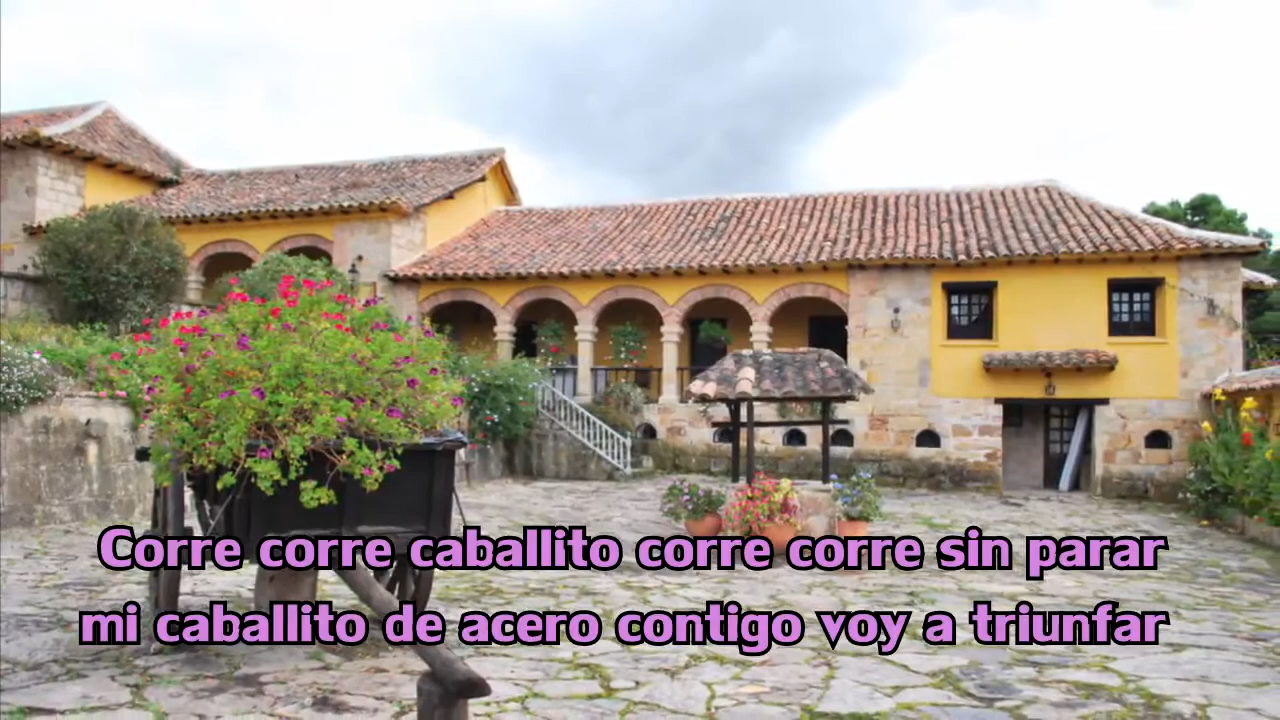 Corre corre caballito corre corre sin parar
mi caballito de acero contigo voy a triunfar